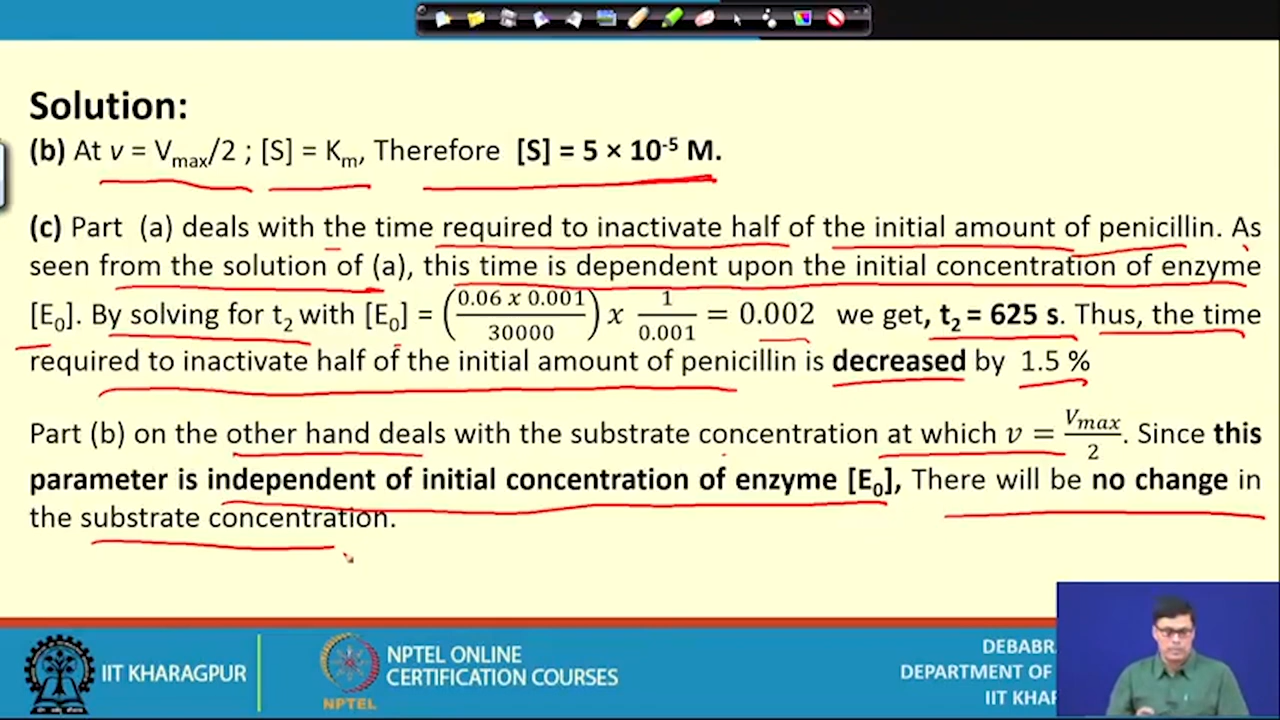 Solution:
(b) At v = Vmax/2 ; [S] = Km, Therefore [S] = 5 × 10-5 M.
(c) Part (a) deals with the time required to inactivate half of the initial amount of penicillin. As
seen from the solution of (a), this time is dependent upon the initial concentration of enzyme
[E0]. By solving for t2 with [E0] = (0.06 x 0.001 / 30000) x 1 / 0.001 = 0.002 we get, t2 = 625 s. Thus, the time
required to inactivate half of the initial amount of penicillin is decreased by 1.5 %
Part (b) on the other hand deals with the substrate concentration at which v = Vmax / 2. Since this
parameter is independent of initial concentration of enzyme [E0], There will be no change in
the substrate concentration.
IIT KHARAGPUR
NPTEL
NPTEL ONLINE
CERTIFICATION COURSES
DEPARTMENT OF